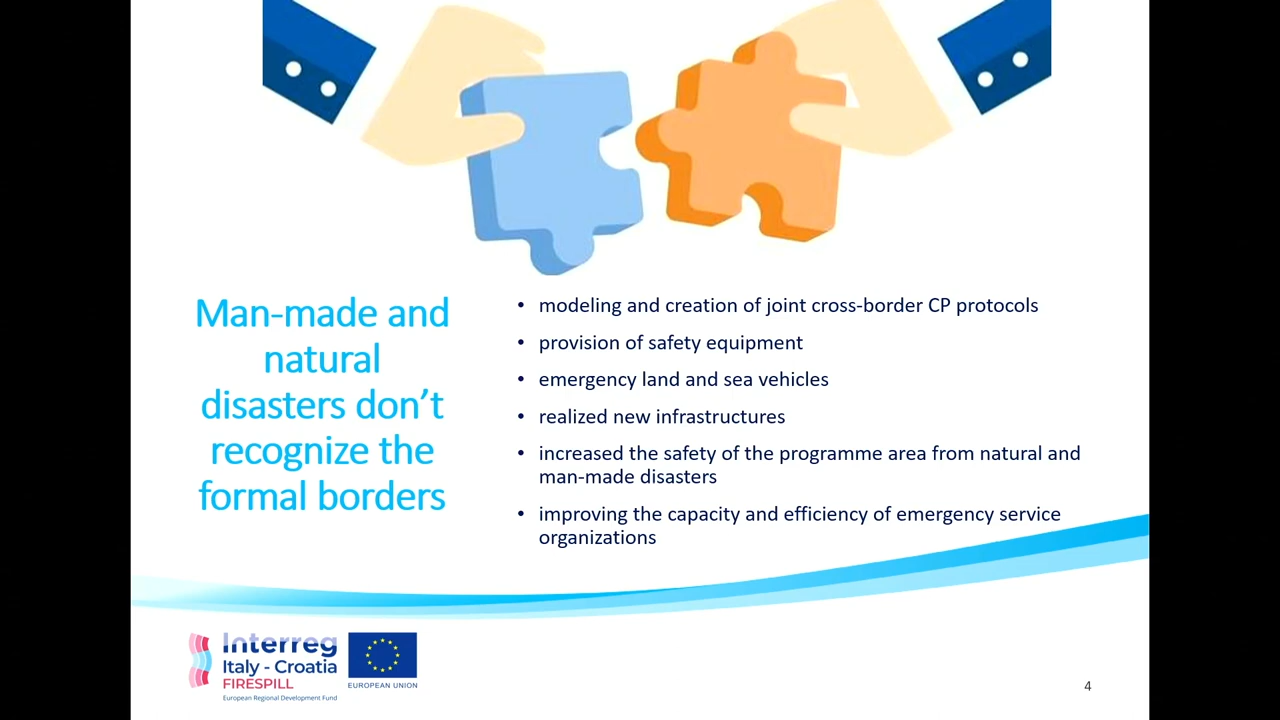 Man-made and
natural
disasters don’t
recognize the
formal borders
• modeling and creation of joint cross-border CP protocols
• provision of safety equipment
• emergency land and sea vehicles
• realized new infrastructures
• increased the safety of the programme area from natural and
man-made disasters
• improving the capacity and efficiency of emergency service
organizations
Interreg
Italy - Croatia
FIRESPILL
European Regional Development Fund
EUROPEAN UNION
4